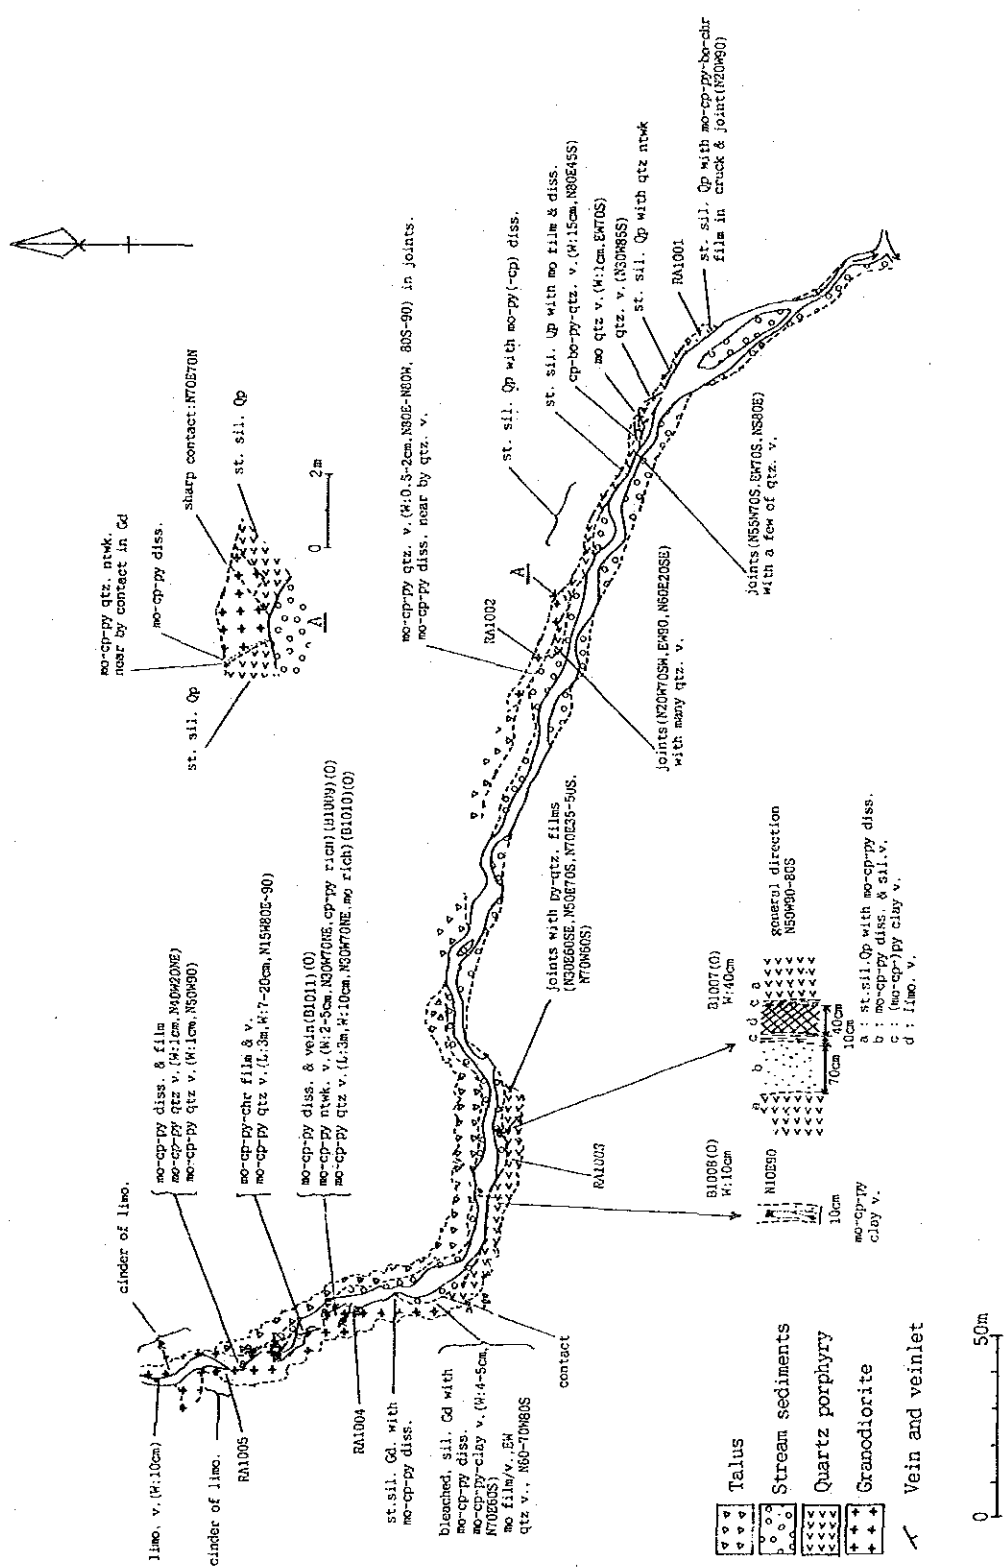 limo. v.(W:10cm)
cinder of limo.
cinder of limo.
RA1005
mo-cp-py diss. & film
mo-cp-py qtz v.(W:1cm,N40W20NE)
mo-cp-py qtz v.(W:1cm,N50W90)
mo-cp-py-chr film & v.
mo-cp-py qtz v.(L:3m,W:7-20cm,N15W80E-90)
mo-cp-py diss. & vein(B1011)(O)
mo-cp-py ntwk. v.(W:2-5cm,N30W70NE,cp-py rich)(B1009)(O)
mo-cp-py qtz v.(L:3m,W:10cm,N30W70NE,mo rich)(B1010)(O)
RA1004
st.sil. Gd. with
mo-cp-py diss.
bleached, sil. Gd with
mo-cp-py diss.
mo-cp-py-clay v.(W:4-5cm,
N70E60S)
mo film/v.,EW
qtz v., N60-70W80S
contact
mo-cp-py qtz. ntwk.
near by contact in Gd
mo-cp-py diss.
sharp contact:N70E70N
st. sil. Qp
st. sil. Qp
A
0 2m
mo-cp-py qtz. v.(W:0.5-2cm,N80E-N80W, 80S-90) in joints.
mo-cp-py diss. near by qtz. v.
RA1002
A
st. sil. Qp with mo-py(-cp) diss.
st. sil. Qp with mo film & diss.
cp-bo-py-qtz. v.(W:15cm,N80E45S)
mo qtz v.(W:1cm,EW70S)
qtz. v.(N30W85S)
st. sil. Qp with qtz ntwk
RA1001
st. sil. Qp with mo-cp-py-bo-chr
film in cruck & joint(N20W90)
joints(N55N70S,EW70S,NS80E)
with a few of qtz. v.
joints(N20W70SW,EW90,N60E20SE)
with many qtz. v.
joints with py-qtz. films
(N30E60SE,N50E70S,N70E35-50S,
N70W60S)
RA1003
B1008(O)
W:10cm
N10E90
10cm
mo-cp-py
clay v.
B1007(O)
W:40cm
general direction
N50W90-80S
a b c d c a
70cm
10cm
40cm
a : st.sil.Qp with mo-cp-py diss.
b : mo-cp-py diss. & sil.v.
c : (mo-cp-)py clay v.
d : limo. v.
Talus
Stream sediments
Quartz porphyry
Granodiorite
Vein and veinlet
0 50m